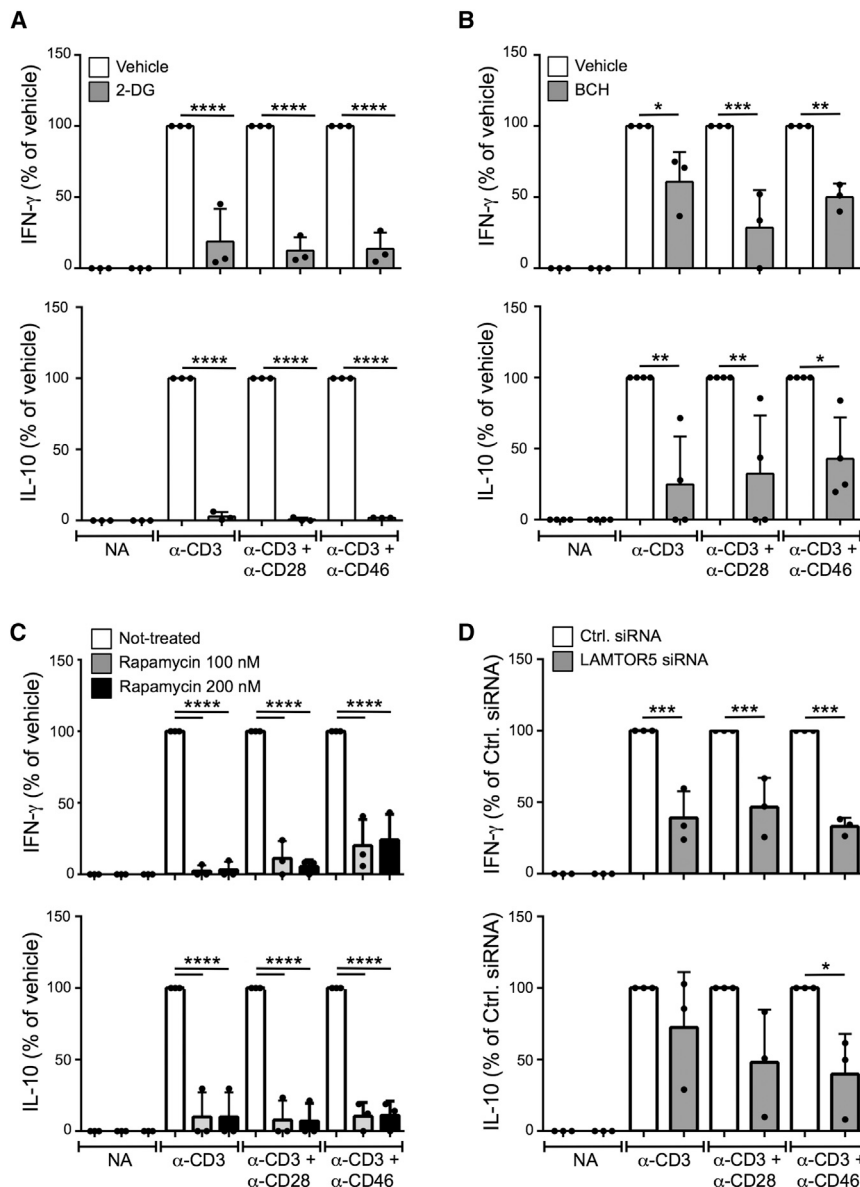 A
Vehicle
2-DG
IFN-γ (% of vehicle)
150
100
50
0
**** **** ****
IL-10 (% of vehicle)
150
100
50
0
**** **** ****
NA α-CD3 α-CD3 + α-CD3 +
α-CD28 α-CD46
B
Vehicle
BCH
IFN-γ (% of vehicle)
150
100
50
0
* *** **
IL-10 (% of vehicle)
150
100
50
0
** ** *
NA α-CD3 α-CD3 + α-CD3 +
α-CD28 α-CD46
C
Not-treated
Rapamycin 100 nM
Rapamycin 200 nM
IFN-γ (% of vehicle)
150
100
50
0
**** **** ****
IL-10 (% of vehicle)
150
100
50
0
**** **** ****
NA α-CD3 α-CD3 + α-CD3 +
α-CD28 α-CD46
D
Ctrl. siRNA
LAMTOR5 siRNA
IFN-γ (% of Ctrl. siRNA)
150
100
50
0
*** *** ***
IL-10 (% of Ctrl. siRNA)
150
100
50
0
*
NA α-CD3 α-CD3 + α-CD3 +
α-CD28 α-CD46